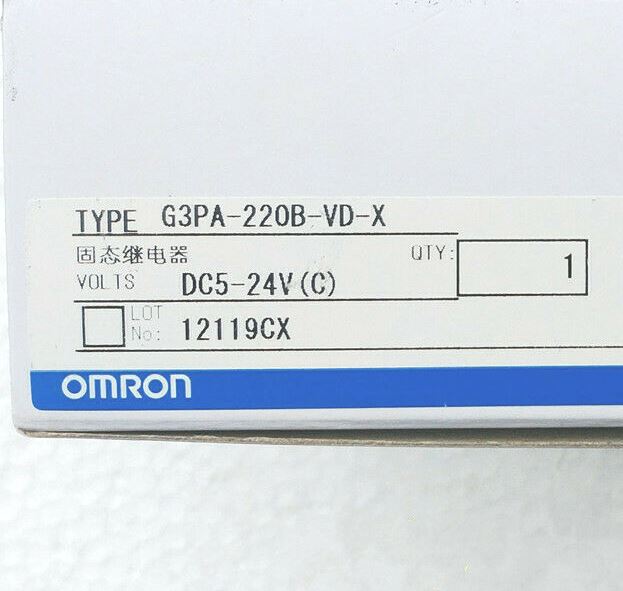 TYPE G3PA-220B-VD-X
固态继电器 QTY: 1
VOLTS DC5-24V(C)
LOT
No: 12119CX
OMRON